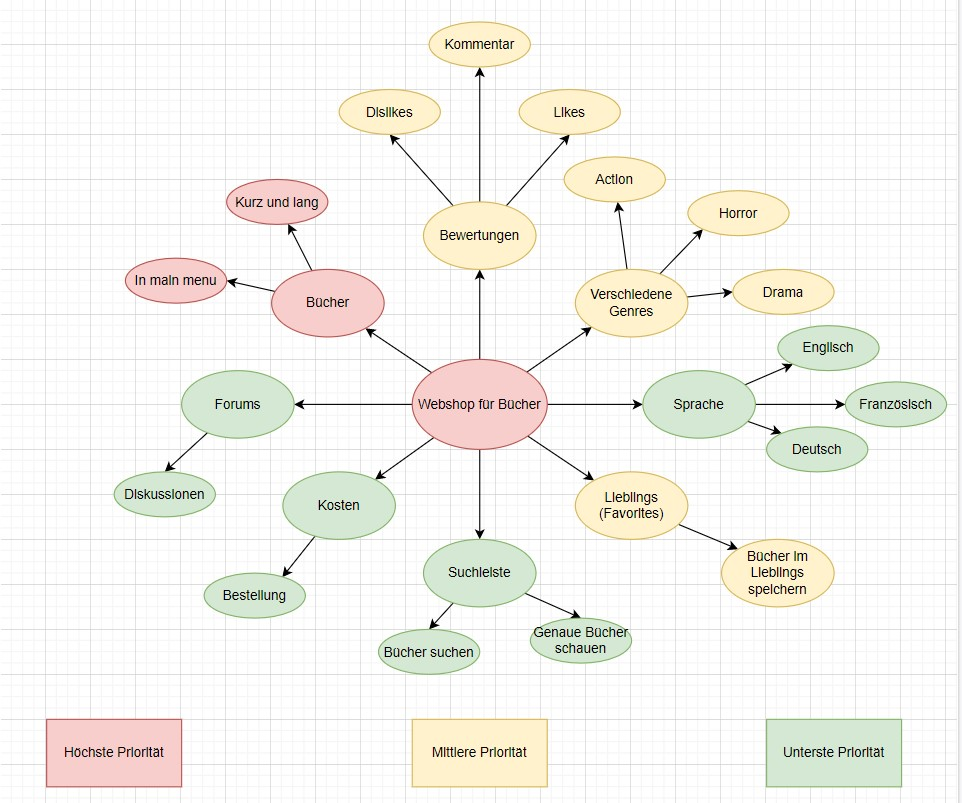 Kommentar
Dislikes
Likes
Action
Kurz und lang
Horror
Bewertungen
In main menu
Bücher
Verschiedene
Genres
Drama
Englisch
Forums
Webshop für Bücher
Sprache
Französisch
Deutsch
Diskussionen
Kosten
Lieblings
(Favorites)
Bücher im
Lieblings
speichern
Suchleiste
Bestellung
Genaue Bücher
schauen
Bücher suchen
Höchste Priorität
Mittlere Priorität
Unterste Priorität